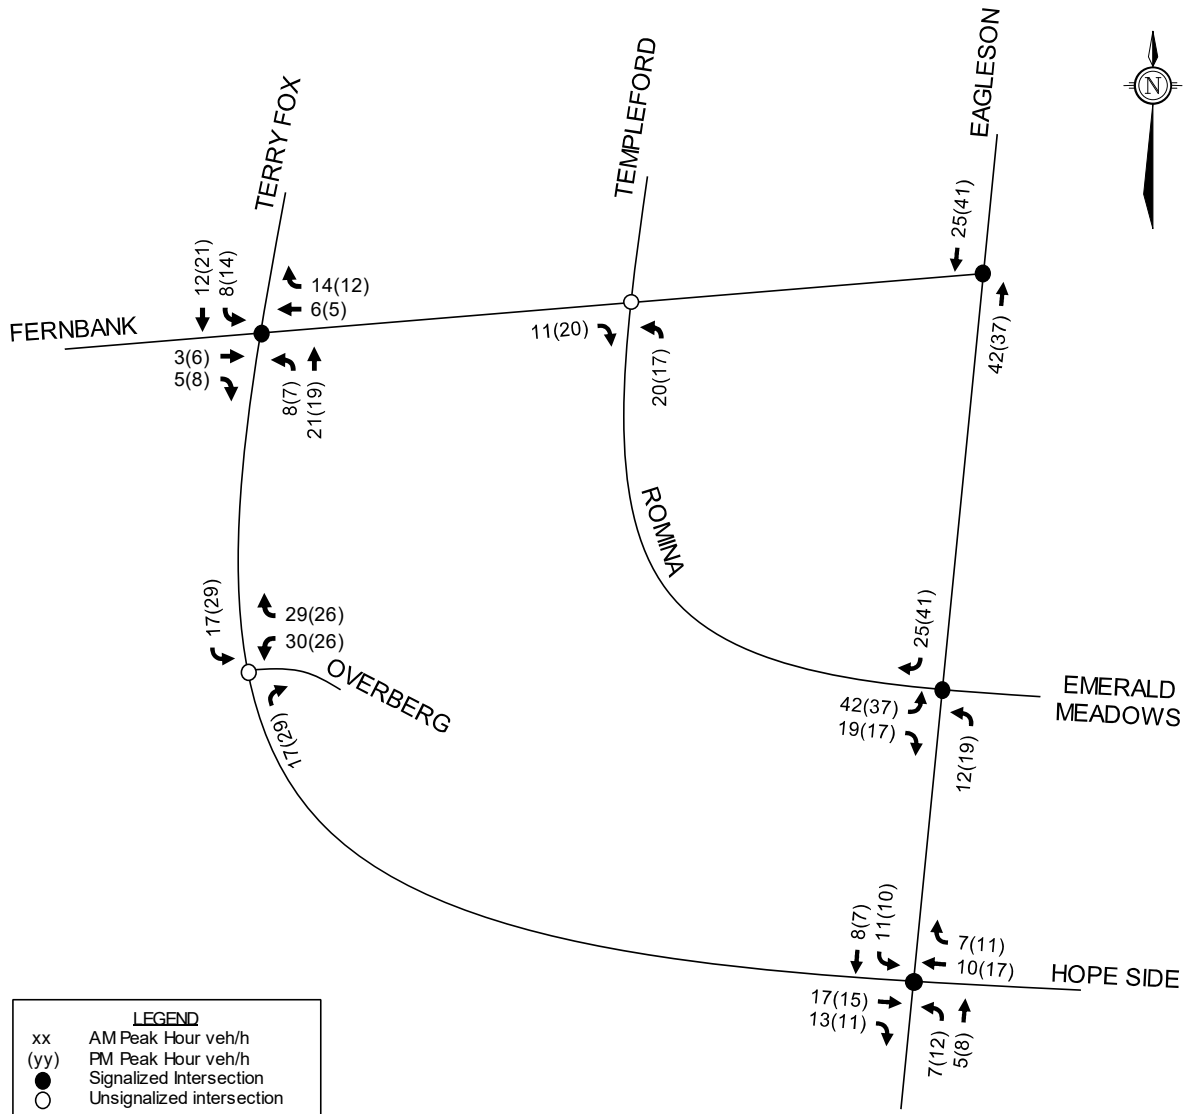 EAGLESON
TEMPLEFORD
TERRY FOX
N
25(41)
12(21)
8(14)
14(12)
6(5)
FERNBANK
3(6)
5(8)
8(7)
21(19)
11(20)
20(17)
42(37)
ROMINA
17(29)
29(26)
30(26)
OVERBERG
17(29)
25(41)
EMERALD
MEADOWS
42(37)
19(17)
12(19)
8(7)
11(10)
7(11)
10(17)
HOPE SIDE
17(15)
13(11)
7(12)
5(8)
LEGEND
xx AM Peak Hour veh/h
(yy) PM Peak Hour veh/h
Signalized Intersection
Unsignalized intersection